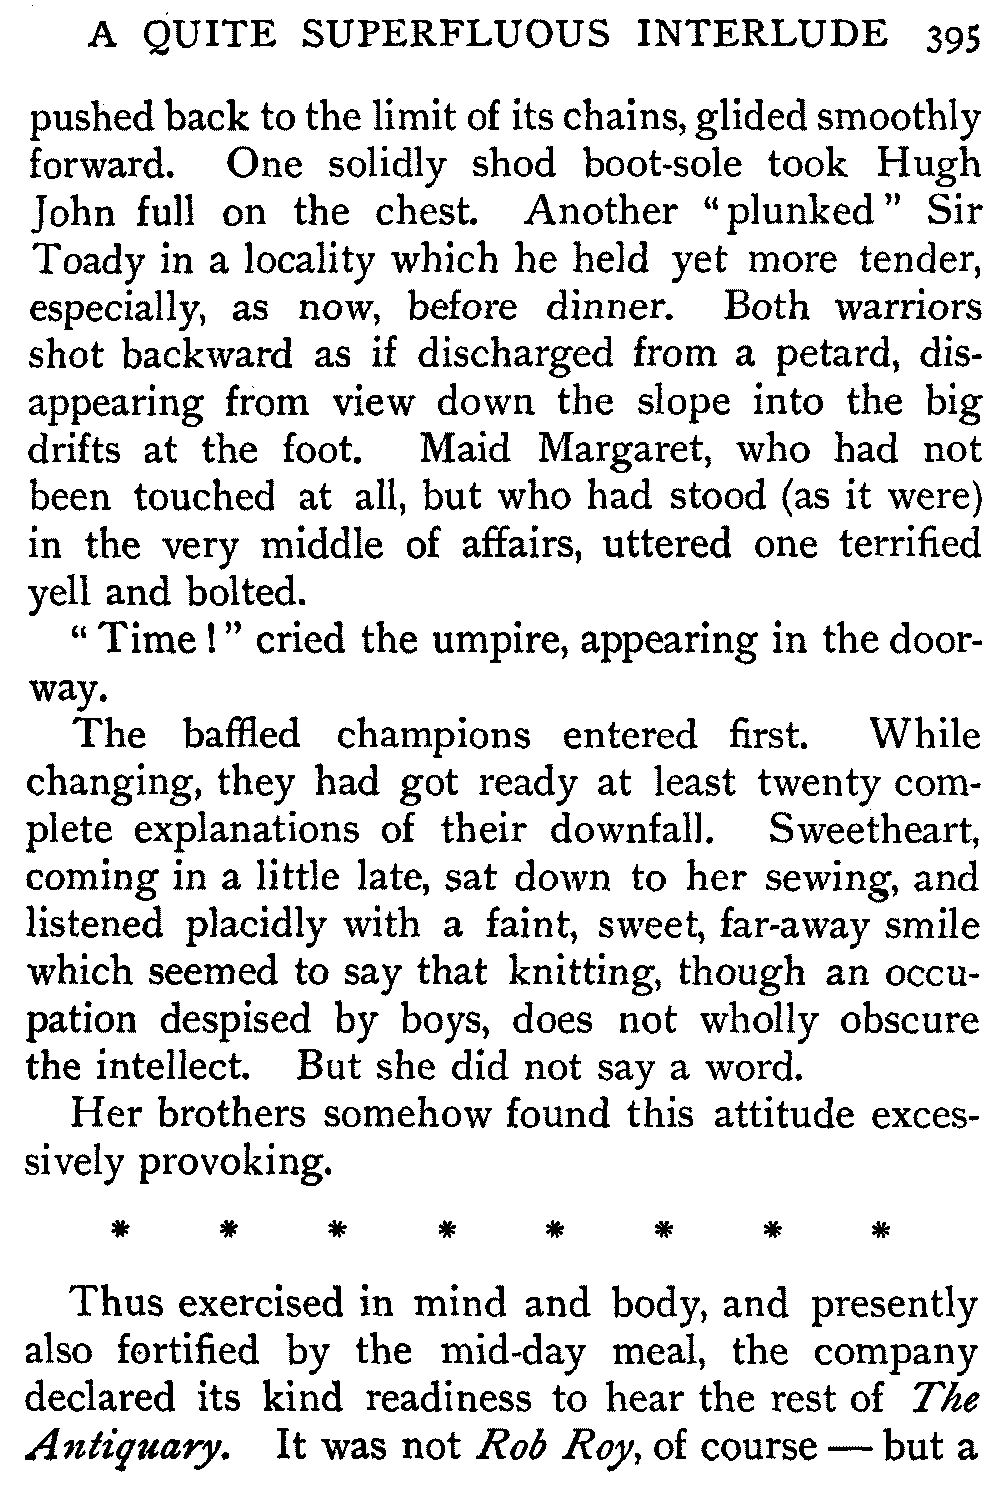 A QUITE SUPERFLUOUS INTERLUDE 395
pushed back to the limit of its chains, glided smoothly
forward. One solidly shod boot-sole took Hugh
John full on the chest. Another “plunked” Sir
Toady in a locality which he held yet more tender,
especially, as now, before dinner. Both warriors
shot backward as if discharged from a petard, dis-
appearing from view down the slope into the big
drifts at the foot. Maid Margaret, who had not
been touched at all, but who had stood (as it were)
in the very middle of affairs, uttered one terrified
yell and bolted.
“Time!” cried the umpire, appearing in the door-
way.
The baffled champions entered first. While
changing, they had got ready at least twenty com-
plete explanations of their downfall. Sweetheart,
coming in a little late, sat down to her sewing, and
listened placidly with a faint, sweet, far-away smile
which seemed to say that knitting, though an occu-
pation despised by boys, does not wholly obscure
the intellect. But she did not say a word.
Her brothers somehow found this attitude exces-
sively provoking.
* * * * * * * *
Thus exercised in mind and body, and presently
also fortified by the mid-day meal, the company
declared its kind readiness to hear the rest of The
Antiquary. It was not Rob Roy, of course — but a